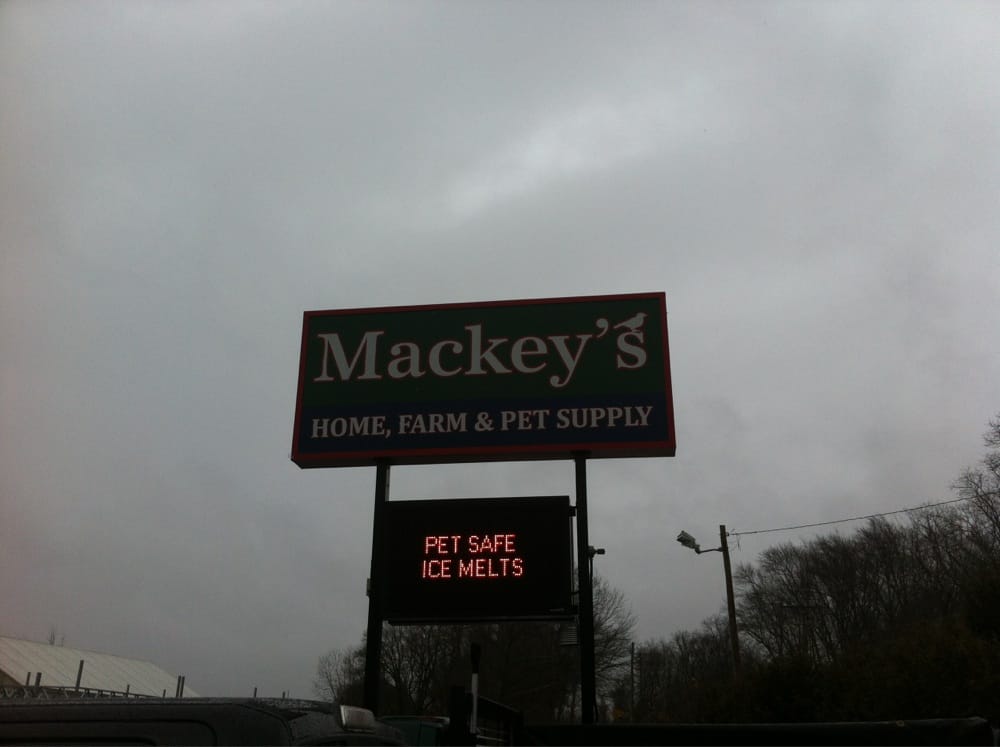 Mackey's
HOME, FARM & PET SUPPLY
PET SAFE
ICE MELTS